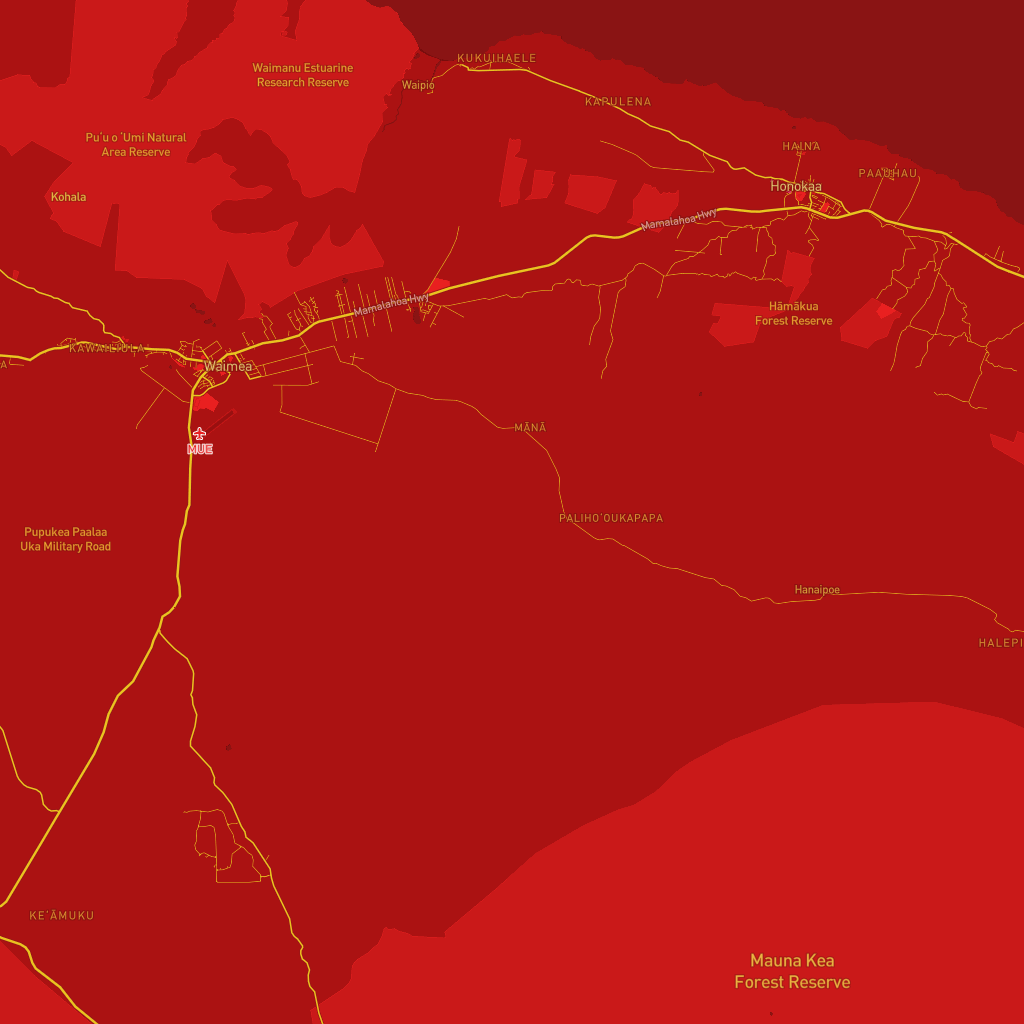 KUKUIHAELE
Waimanu Estuarine
Research Reserve
Waipio
KAPULENA
Pu‘u o ‘Umi Natural
Area Reserve
HAINA
PAAUHAU
Honokaa
Kohala
Mamalahoa Hwy
Mamalahoa Hwy
Hāmākua
Forest Reserve
A
Waimea
MĀNĀ
MUE
PALIHO‘OUKAPAPA
Pupukea Paalaa
Uka Military Road
Hanaipoe
HALEPI
KE‘ĀMUKU
Mauna Kea
Forest Reserve